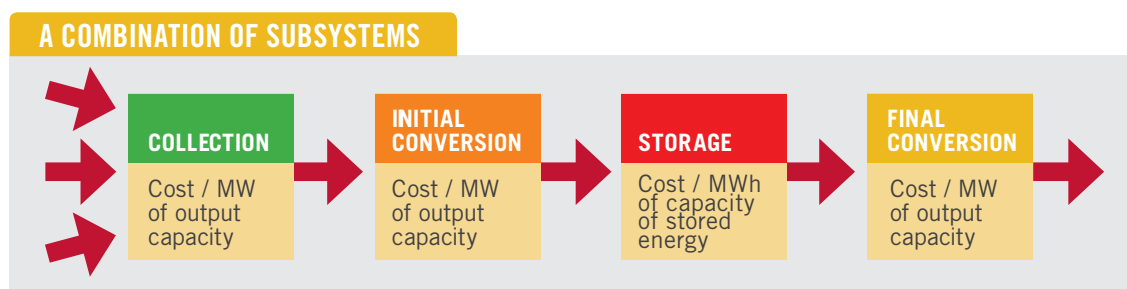 A COMBINATION OF SUBSYSTEMS
COLLECTION
Cost / MW
of output
capacity
INITIAL
CONVERSION
Cost / MW
of output
capacity
STORAGE
Cost / MWh
of capacity
of stored
energy
FINAL
CONVERSION
Cost / MW
of output
capacity